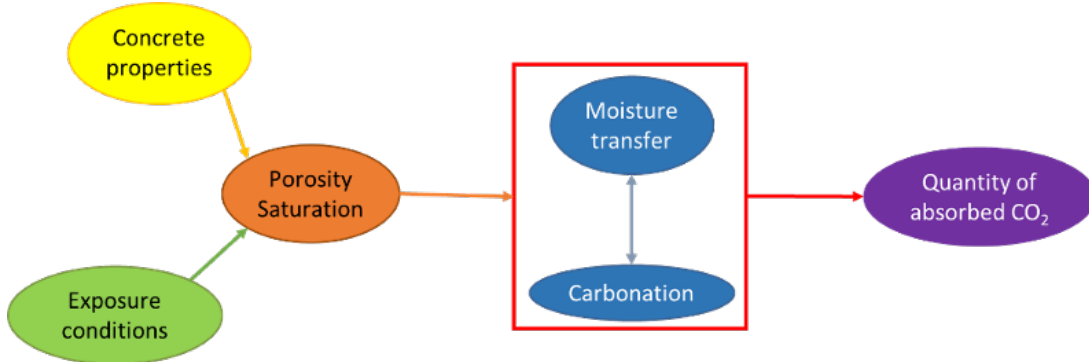 Concrete
properties
Porosity
Saturation
Exposure
conditions
Moisture
transfer
Carbonation
Quantity of
absorbed CO₂